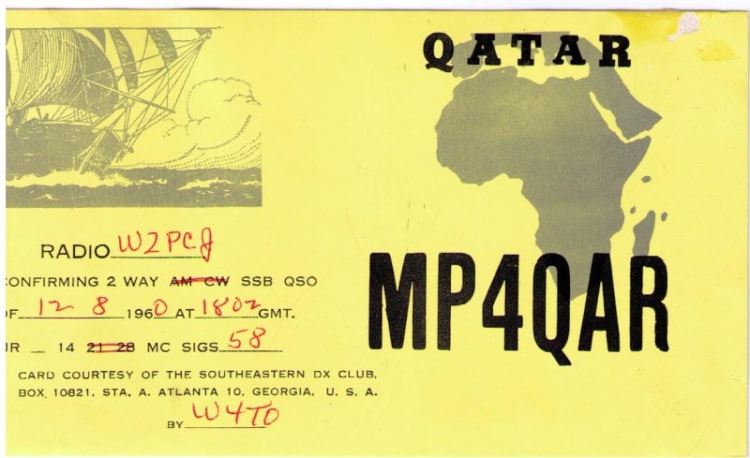 QATAR
MP4QAR
RADIO W2PCJ
CONFIRMING 2 WAY AM CW SSB QSO
OF 12 8 1960 AT 1802 GMT.
UR _ 14 21 28 MC SIGS 58
CARD COURTESY OF THE SOUTHEASTERN DX CLUB,
BOX 10821, STA. A. ATLANTA 10, GEORGIA, U. S. A.
BY W4TO